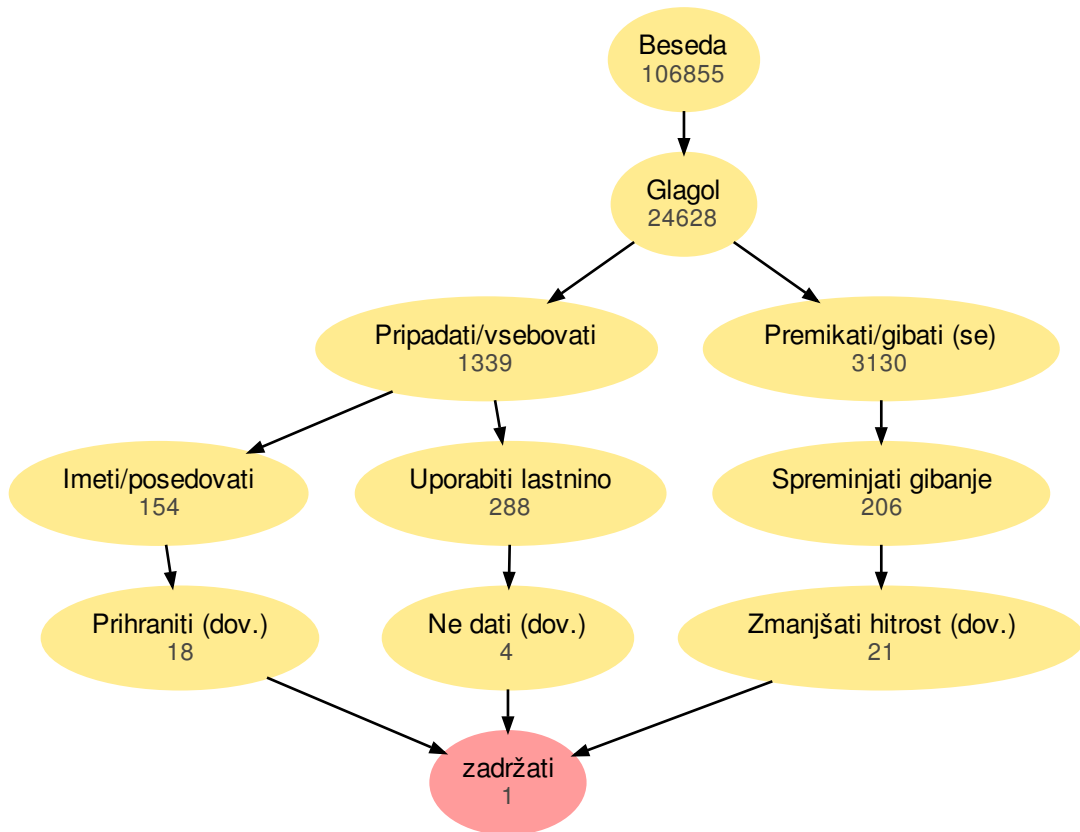 Beseda
106855
Glagol
24628
Pripadati/vsebovati
1339
Premikati/gibati (se)
3130
Imeti/posedovati
154
Uporabiti lastnino
288
Spreminjati gibanje
206
Prihraniti (dov.)
18
Ne dati (dov.)
4
Zmanjšati hitrost (dov.)
21
zadržati
1